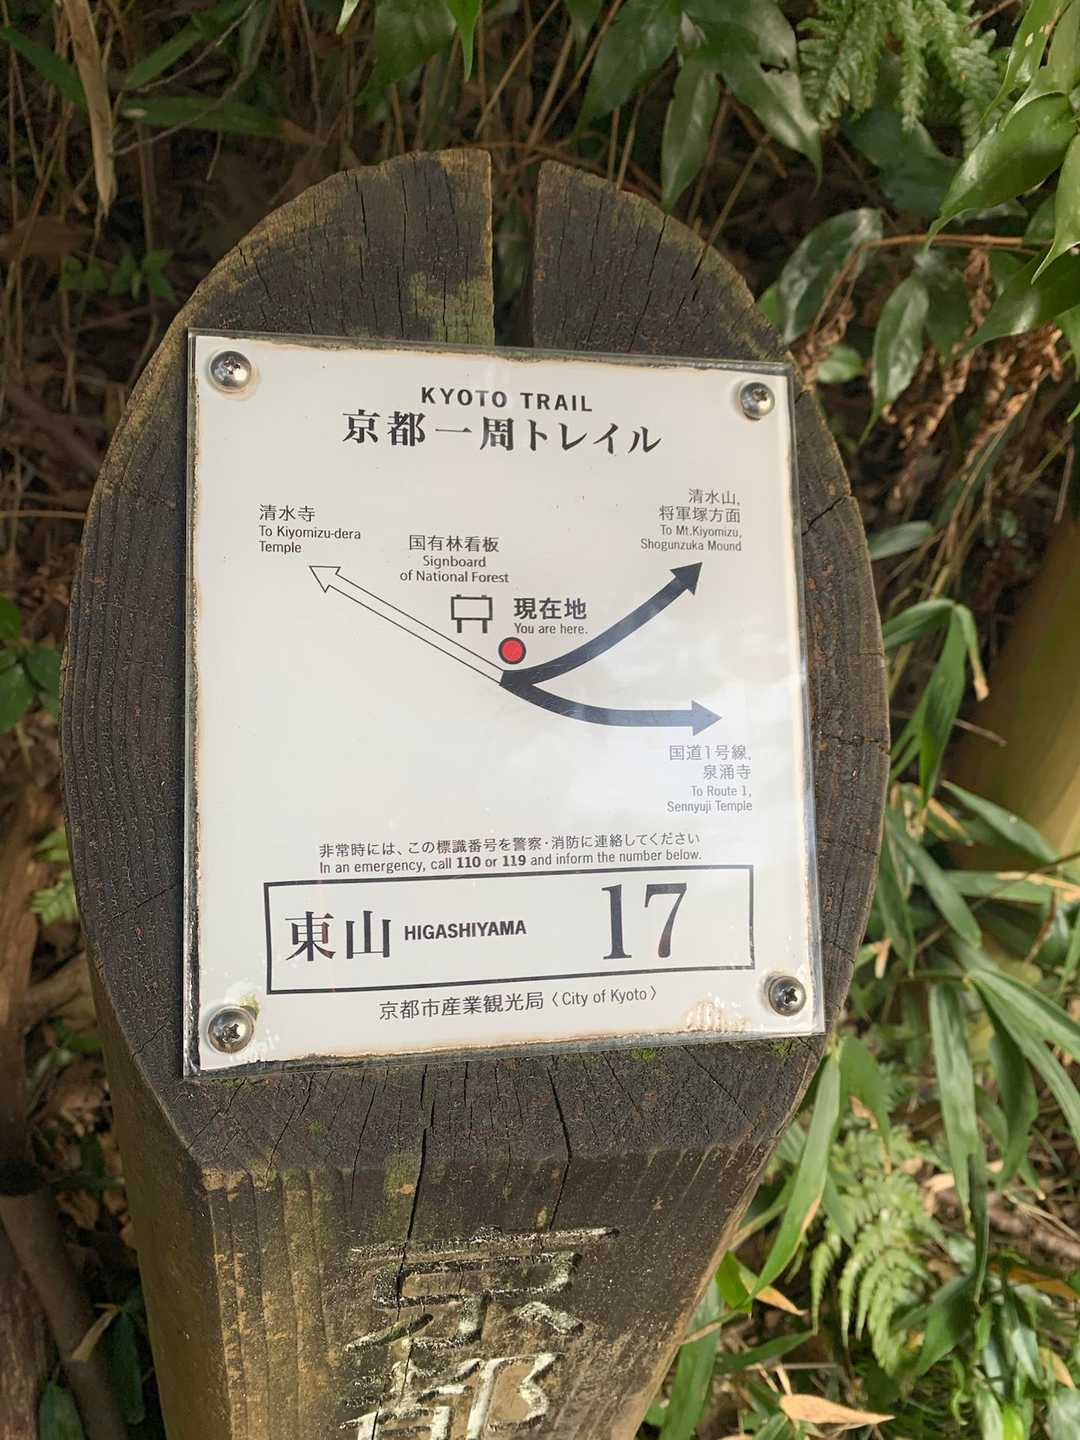 KYOTO TRAIL
京都一周トレイル
清水寺
To Kiyomizu-dera
Temple
国有林看板
Signboard
of National Forest
清水山,
将軍塚方面
To Mt.Kiyomizu,
Shogunzuka Mound
現在地
You are here.
国道1号線,
泉涌寺
To Route 1,
Sennyuji Temple
非常時には、この標識番号を警察・消防に連絡してください
In an emergency, call 110 or 119 and inform the number below.
東山 HIGASHIYAMA 17
京都市産業観光局〈City of Kyoto〉
京
都